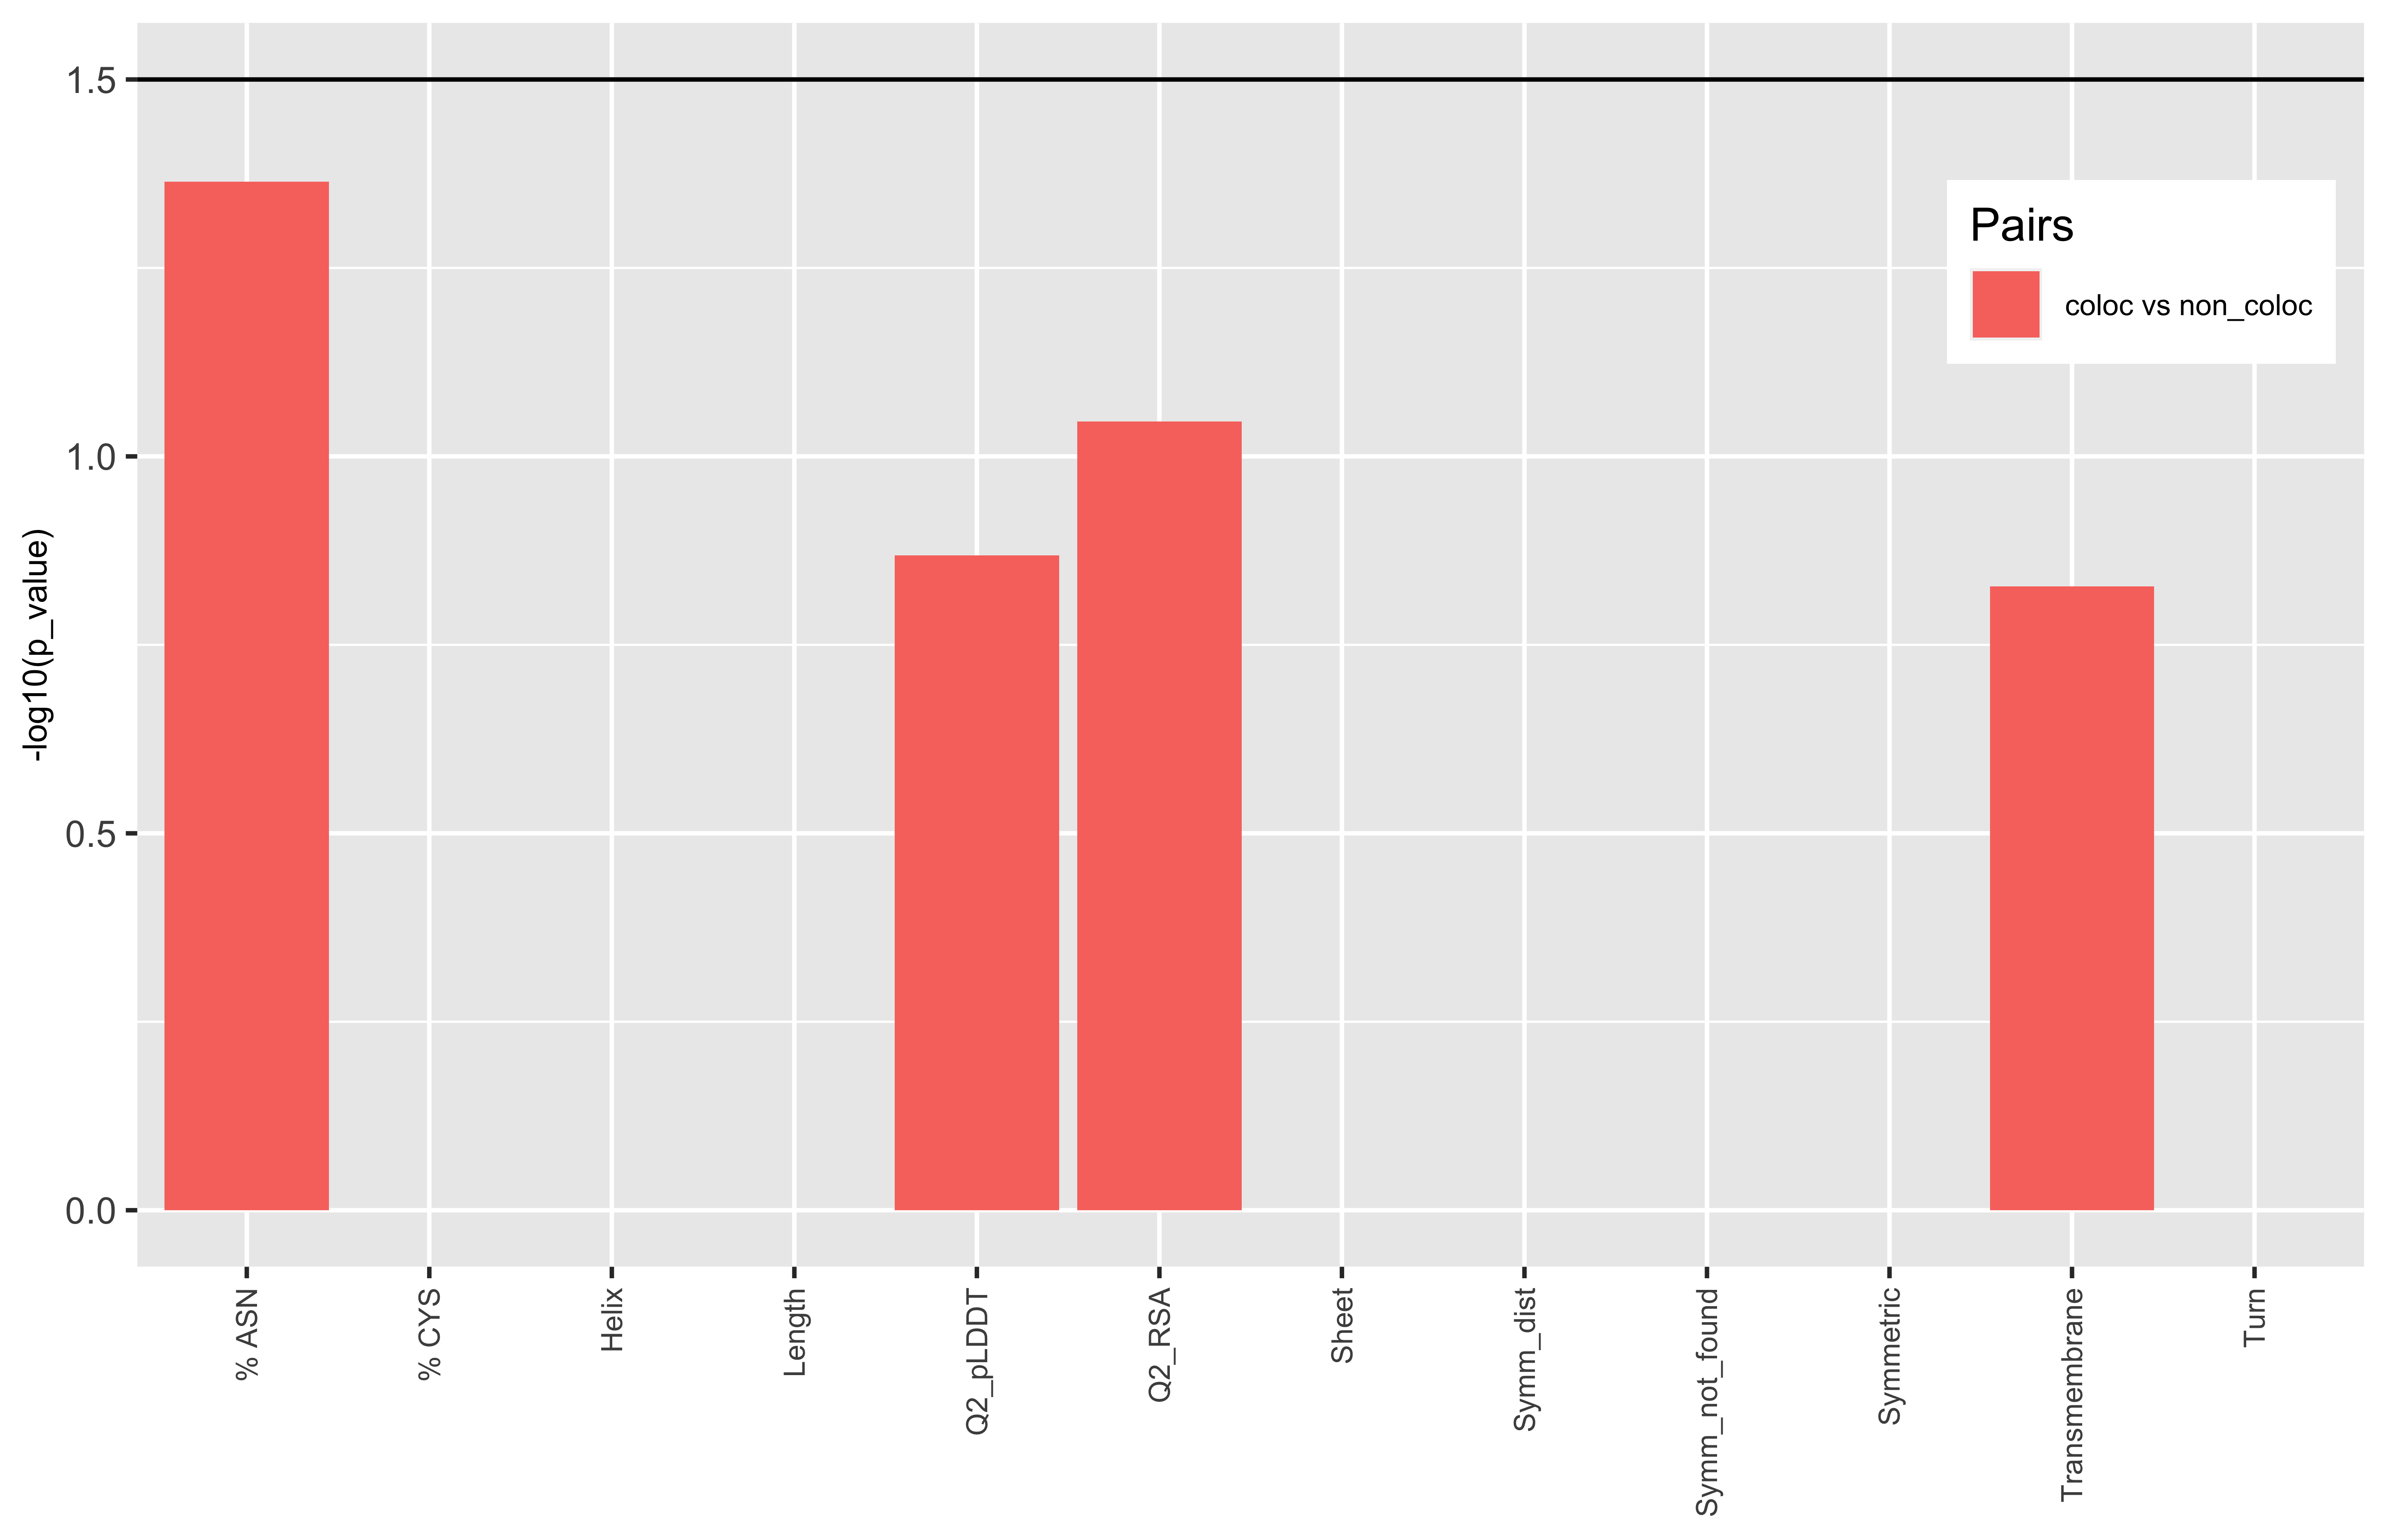 -log10(p_value)
1.5
1.0
0.5
0.0
Pairs
coloc vs non_coloc
% ASN
% CYS
Helix
Length
Q2_pLDDT
Q2_RSA
Sheet
Symm_dist
Symm_not_found
Symmetric
Transmembrane
Turn